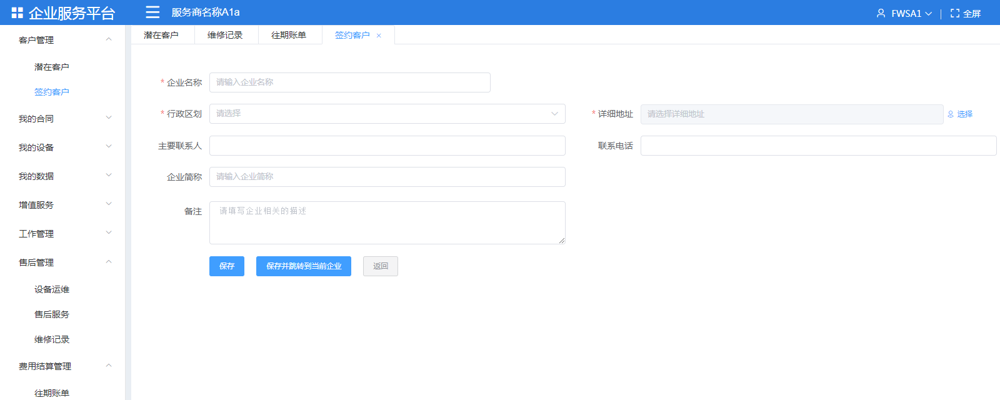 企业服务平台
服务商名称A1a
FWSA1
全屏
客户管理
潜在客户
签约客户
我的合同
我的设备
我的数据
增值服务
工作管理
售后管理
设备运维
售后服务
维修记录
费用结算管理
往期账单
潜在客户 维修记录 往期账单 签约客户 ×
* 企业名称 请输入企业名称
* 行政区划 请选择
* 详细地址 请选择详细地址 选择
主要联系人
联系电话
企业简称 请输入企业简称
备注 请填写企业相关的描述
保存 保存并跳转到当前企业 返回